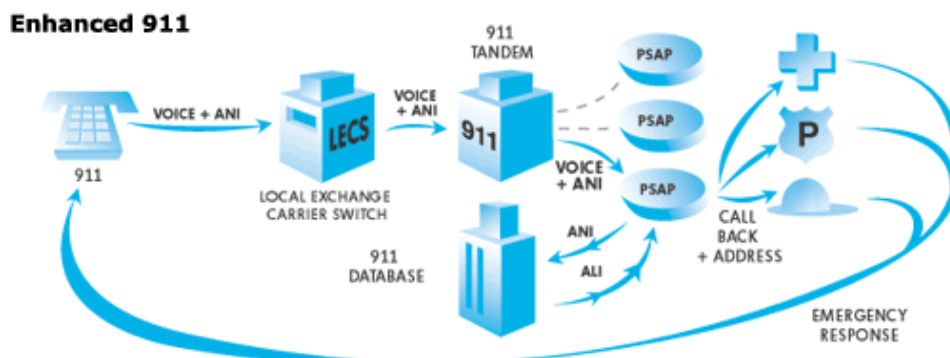 Enhanced 911
911
VOICE + ANI
LECS
LOCAL EXCHANGE
CARRIER SWITCH
VOICE
+ ANI
911
TANDEM
911
PSAP
PSAP
VOICE
+ ANI
PSAP
911
DATABASE
ANI
ALI
P
CALL
BACK
+ ADDRESS
EMERGENCY
RESPONSE